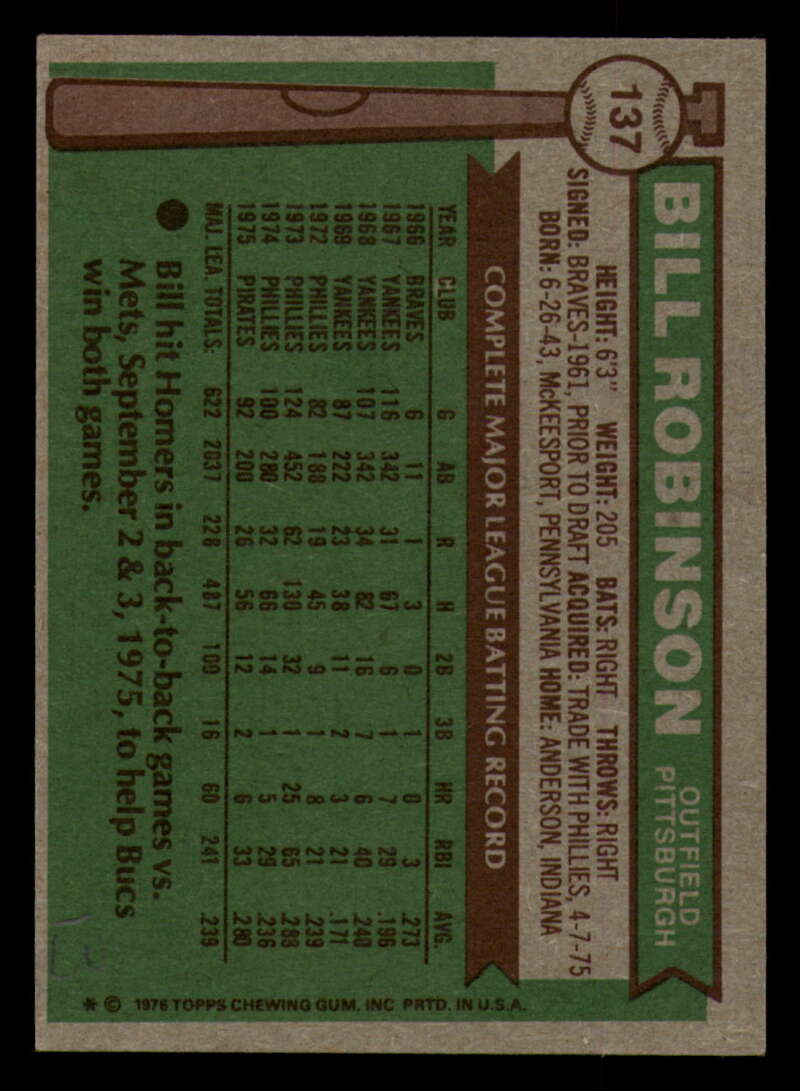 137
BILL ROBINSON
OUTFIELD
PITTSBURGH
HEIGHT: 6'3" WEIGHT: 205 BATS: RIGHT THROWS: RIGHT
SIGNED: BRAVES-1961, PRIOR TO DRAFT ACQUIRED: TRADE WITH PHILLIES, 4-7-75
BORN: 6-26-43, McKEESPORT, PENNSYLVANIA HOME: ANDERSON, INDIANA
COMPLETE MAJOR LEAGUE BATTING RECORD
YEAR CLUB G AB R H 2B 3B HR RBI AVG.
1966 BRAVES 6 11 1 3 0 1 0 3 .273
1967 YANKEES 116 342 31 67 6 1 7 29 .196
1968 YANKEES 107 342 34 82 16 7 6 40 .240
1969 YANKEES 87 222 23 38 11 2 3 21 .171
1972 PHILLIES 82 188 19 45 9 1 8 21 .239
1973 PHILLIES 124 452 62 130 32 1 25 65 .288
1974 PHILLIES 100 280 32 66 14 1 5 29 .236
1975 PIRATES 92 200 26 56 12 2 6 33 .280
MAJ. LEA. TOTALS: 622 2037 228 487 100 16 60 241 .239
Bill hit Homers in back-to-back games vs.
Mets, September 2 & 3, 1975, to help Bucs
win both games.
* © 1976 TOPPS CHEWING GUM. INC PRTD. IN U.S.A.